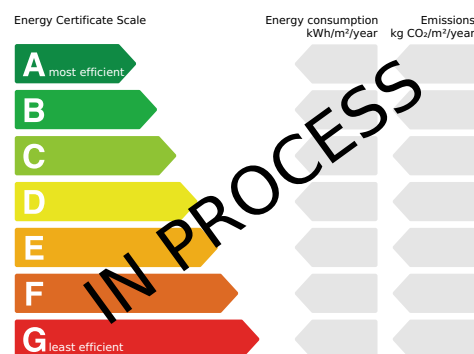 Energy Certificate Scale
Energy consumption
kWh/m²/year
Emissions
kg CO₂/m²/year
A most efficient
B
C
D
E
F
G least efficient
IN PROCESS